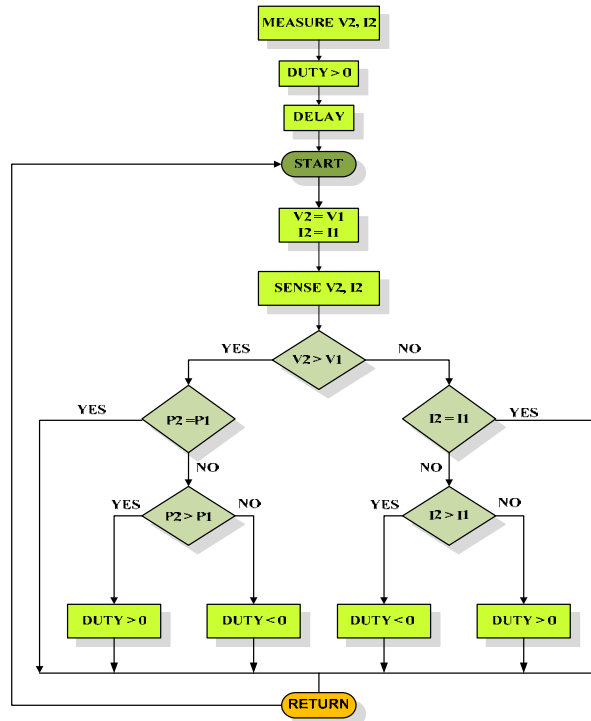 MEASURE V2, I2
DUTY > 0
DELAY
START
V2 = V1
I2 = I1
SENSE V2, I2
YES
V2 > V1
NO
YES
P2 =P1
I2 = I1
YES
NO
NO
YES
P2 > P1
NO
YES
I2 > I1
NO
DUTY > 0
DUTY < 0
DUTY < 0
DUTY > 0
RETURN